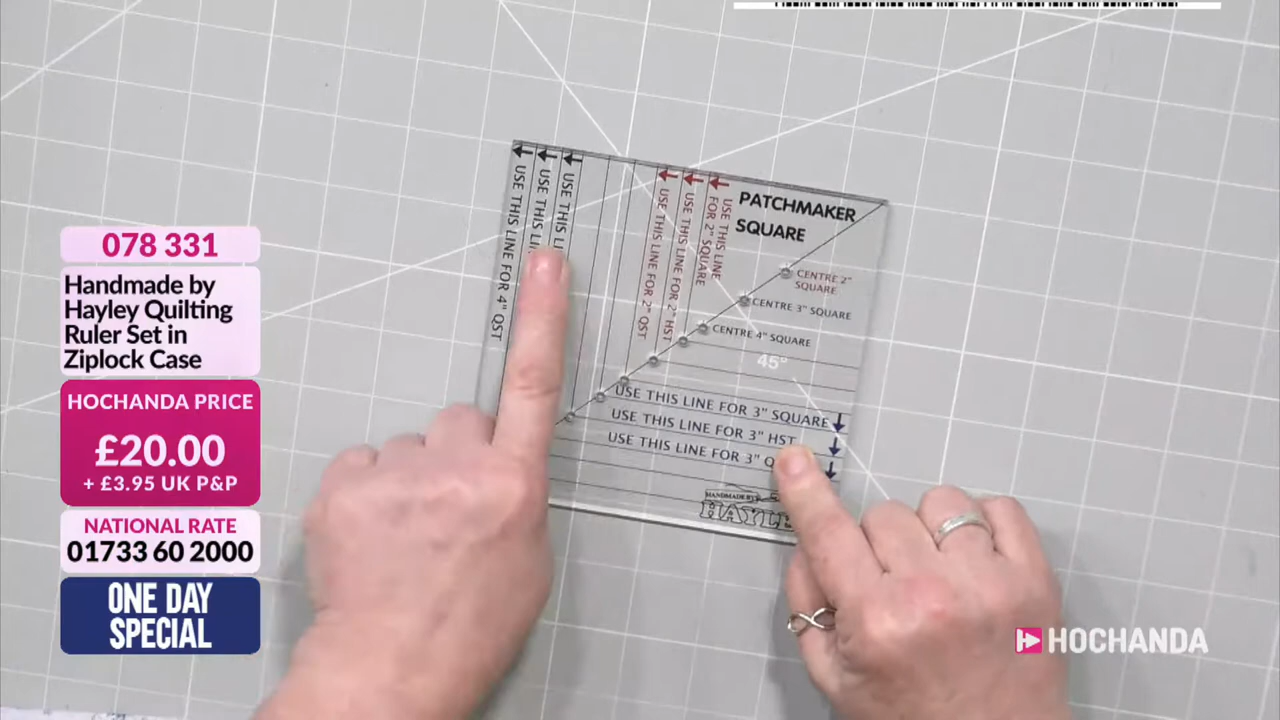 078 331
Handmade by
Hayley Quilting
Ruler Set in
Ziplock Case
HOCHANDA PRICE
£20.00
+ £3.95 UK P&P
NATIONAL RATE
01733 60 2000
ONE DAY
SPECIAL
USE THIS LINE FOR 4" QST
USE THIS LIN
USE THIS LI
USE THIS LINE FOR 2" QST
USE THIS LINE FOR 2" HST
USE THIS LINE
FOR 2" SQUARE
PATCHMAKER
SQUARE
CENTRE 2"
SQUARE
CENTRE 3" SQUARE
CENTRE 4" SQUARE
45°
USE THIS LINE FOR 3" SQUARE
USE THIS LINE FOR 3" HST
USE THIS LINE FOR 3" Q
HANDMADE BY
HAYLE
HOCHANDA